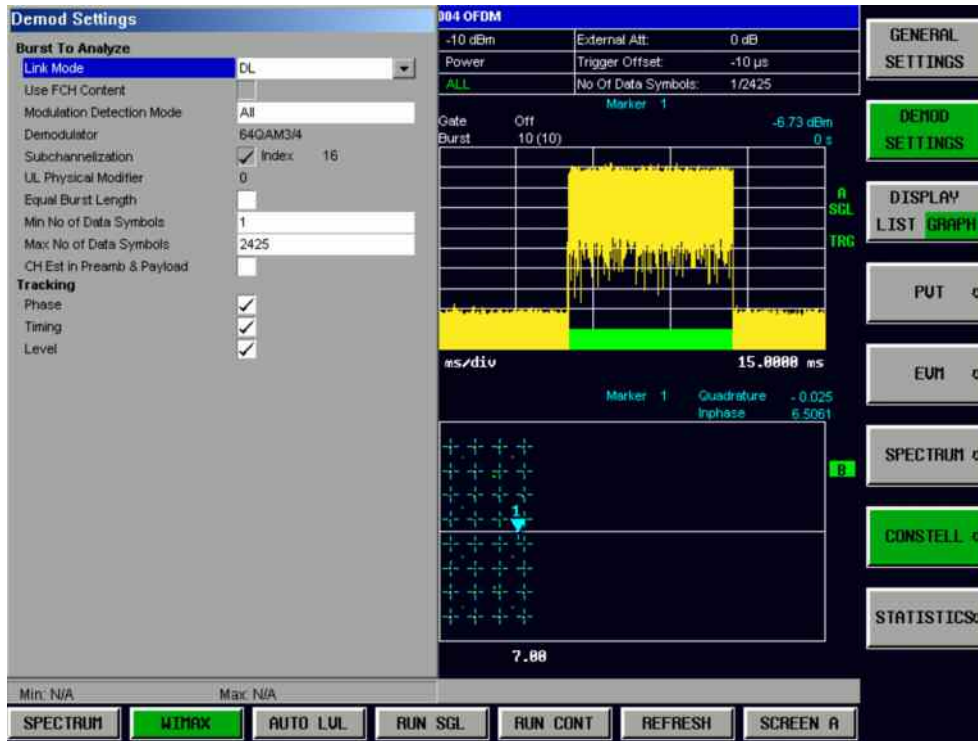 Demod Settings
Burst To Analyze
Link Mode DL
Use FCH Content
Modulation Detection Mode All
Demodulator 64QAM3/4
Subchannelization Index 16
UL Physical Modifier 0
Equal Burst Length
Min No of Data Symbols 1
Max No of Data Symbols 2425
CH Est in Preamb & Payload
Tracking
Phase
Timing
Level
Min: N/A Max: N/A
004 OFDM
-10 dBm External Att: 0 dB
Power Trigger Offset: -10 µs
ALL No Of Data Symbols: 1/2425
Marker 1
Gate Off -6.73 dBm
Burst 10 (10) 0 s
A
SGL
TRG
ms/div 15.0000 ms
Marker 1 Quadrature - 0.025
Inphase 6.5061
1
B
7.00
GENERAL
SETTINGS
DEMOD
SETTINGS
DISPLAY
LIST GRAPH
PVT
EVM
SPECTRUM
CONSTELL
STATISTICS
SPECTRUM WIMAX AUTO LVL RUN SGL RUN CONT REFRESH SCREEN A